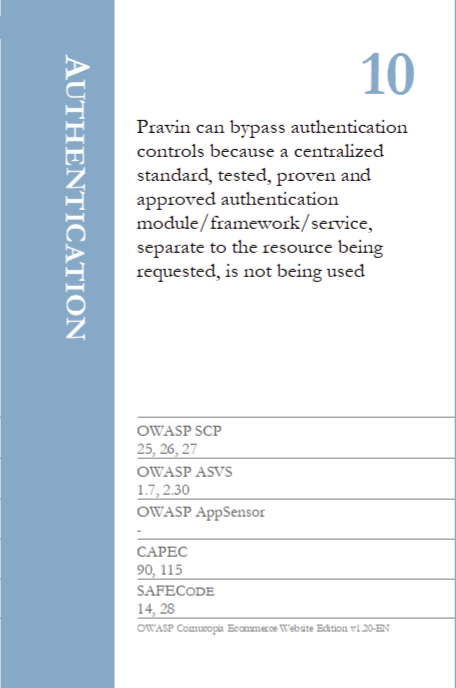 AUTHENTICATION
10
Pravin can bypass authentication
controls because a centralized
standard, tested, proven and
approved authentication
module/framework/service,
separate to the resource being
requested, is not being used
OWASP SCP
25, 26, 27
OWASP ASVS
1.7, 2.30
OWASP AppSensor
-
CAPEC
90, 115
SAFECODE
14, 28
OWASP Cornucopia Ecommerce Website Edition v1.20-EN